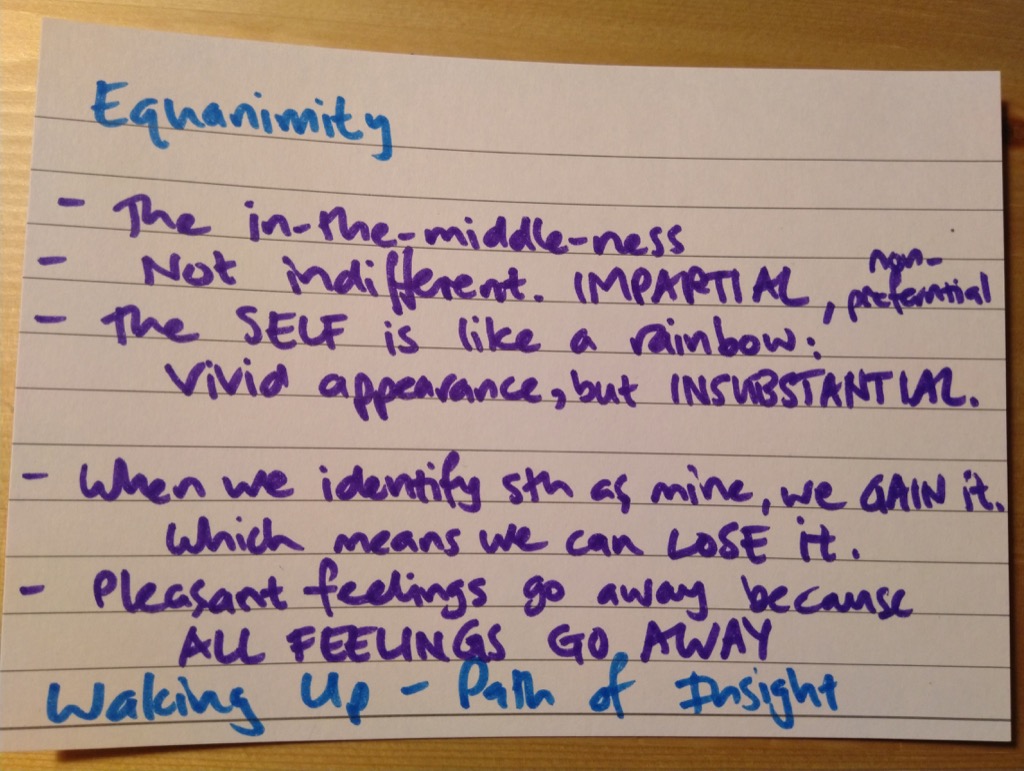 Equanimity
- The in-the-middle-ness
- Not indifferent. IMPARTIAL, non-preferential
- The SELF is like a rainbow:
Vivid appearance, but INSUBSTANTIAL.
- When we identify sth as mine, we GAIN it.
Which means we can LOSE it.
- Pleasant feelings go away because
ALL FEELINGS GO AWAY
Waking Up - Path of Insight